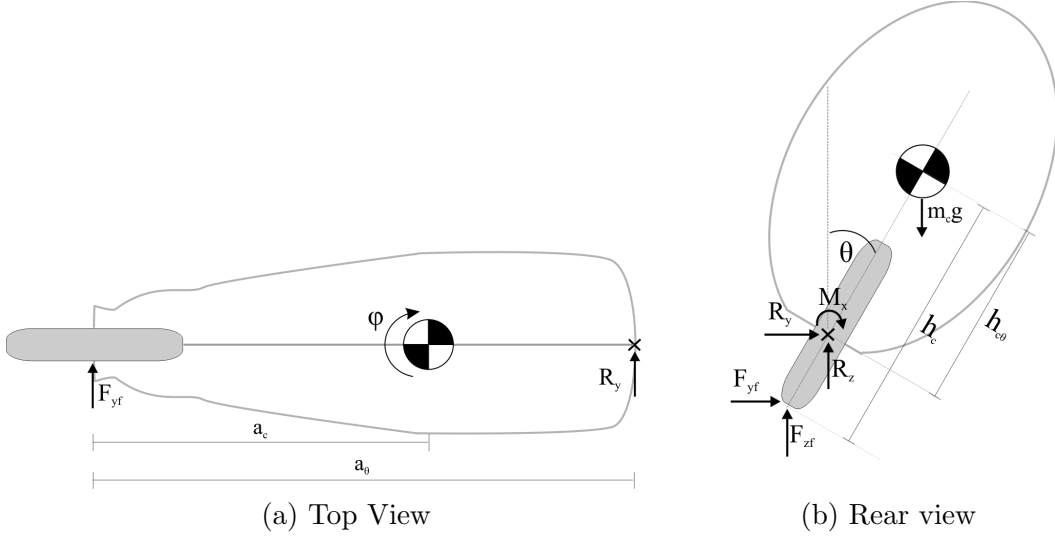 φ
F_yf
R_y
a_c
a_θ
(a) Top View
m_cg
θ
M_x
R_y
R_z
h_c
h_cθ
F_yf
F_zf
(b) Rear view